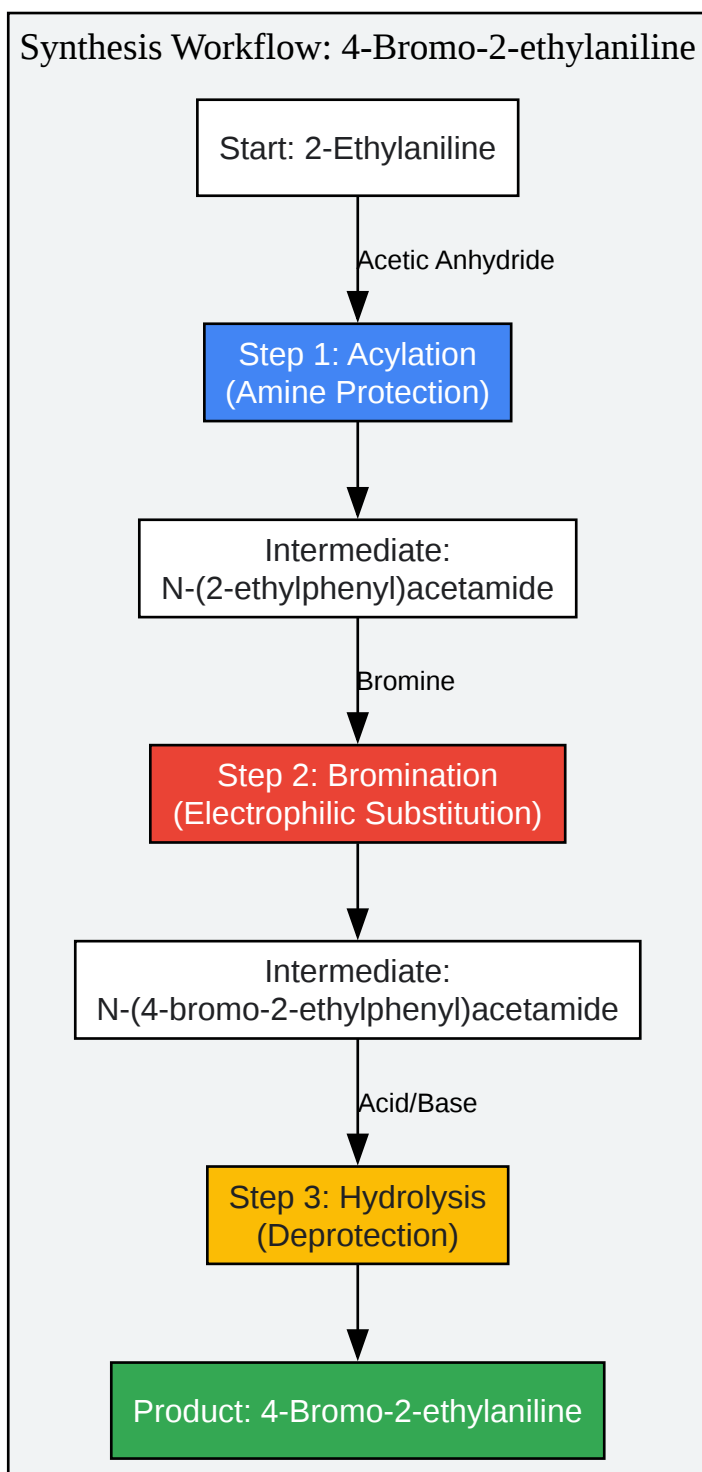 Synthesis Workflow: 4-Bromo-2-ethylaniline
Start: 2-Ethylaniline
Acetic Anhydride
Step 1: Acylation
(Amine Protection)
Intermediate:
N-(2-ethylphenyl)acetamide
Bromine
Step 2: Bromination
(Electrophilic Substitution)
Intermediate:
N-(4-bromo-2-ethylphenyl)acetamide
Acid/Base
Step 3: Hydrolysis
(Deprotection)
Product: 4-Bromo-2-ethylaniline